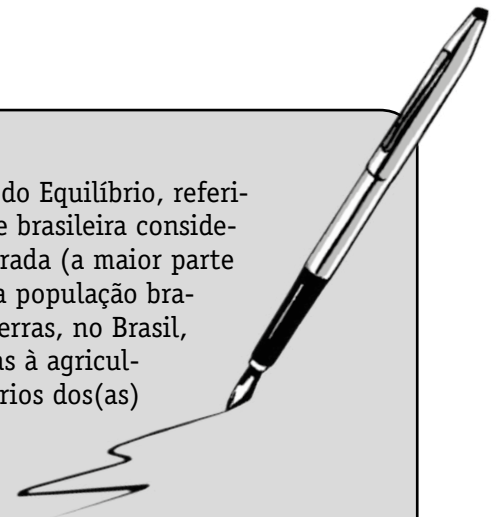 do Equilíbrio, referi-
e brasileira conside-
rada (a maior parte
a população bra-
erras, no Brasil,
as à agricul-
rios dos(as)